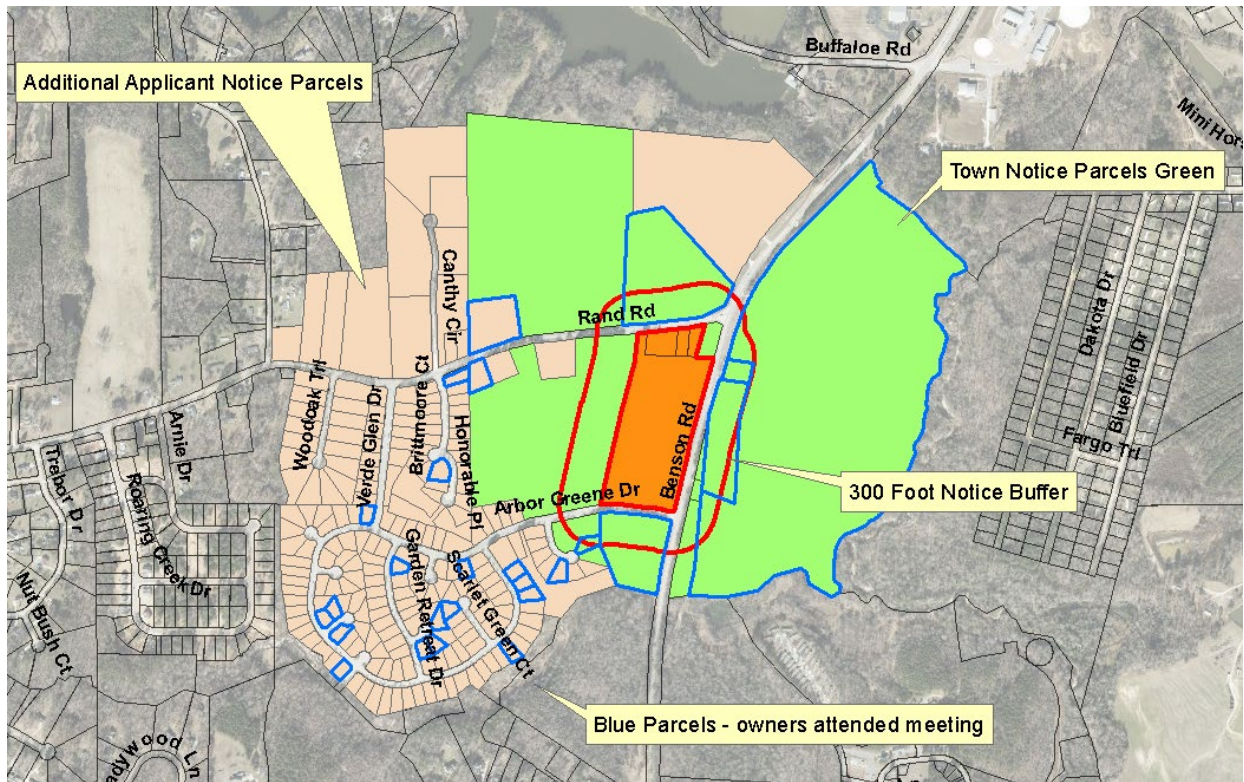 Buffaloe Rd
Additional Applicant Notice Parcels
Mini Hors
Town Notice Parcels Green
Canthy Cir
Rand Rd
Dakota Dr
Bluefield Dr
Woodoak Trl
Brittmoore Ct
Verde Glen Dr
Honorable Pl
Arnie Dr
Benson Rd
Fargo Trl
Trabor Dr
Roaring Creek Dr
Arbor Greene Dr
300 Foot Notice Buffer
Garden Retreat Dr
Scarlet Green Ct
Nut Bush Ct
Blue Parcels - owners attended meeting
adywood Ln